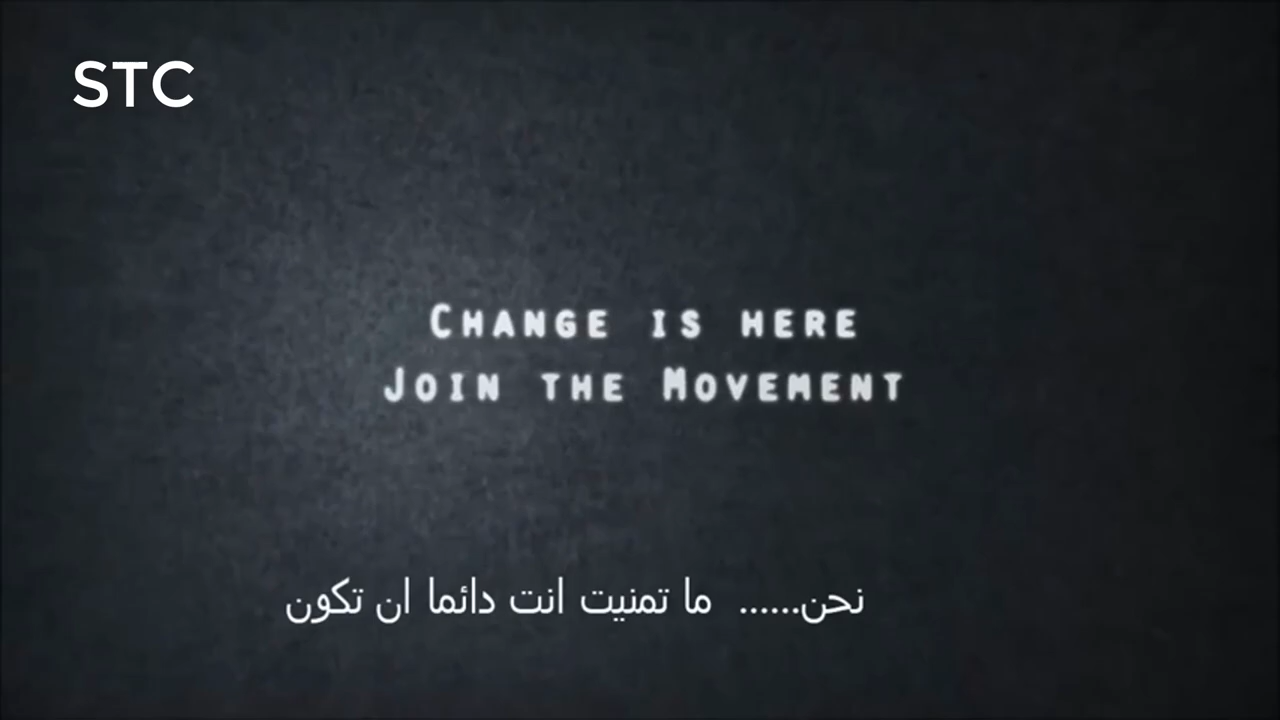 STC
CHANGE IS HERE
JOIN THE MOVEMENT
نحن...... ما تمنيت انت دائما ان تكون